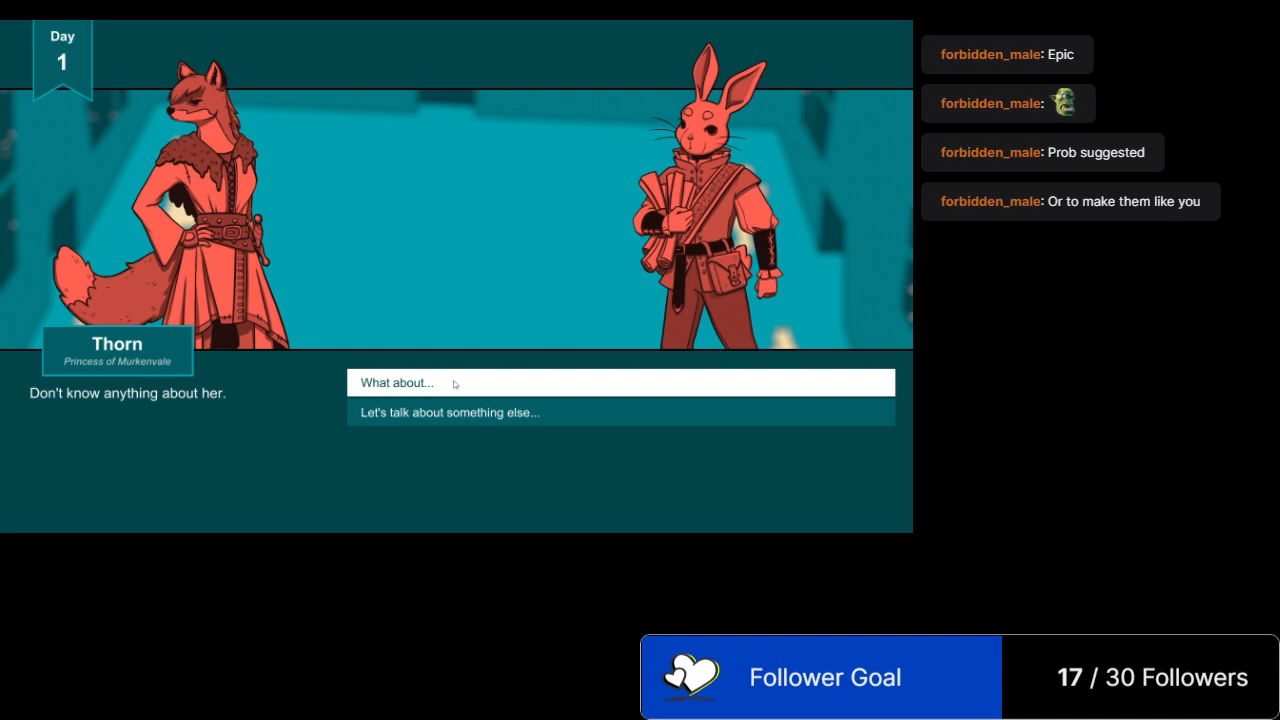 Day
1
Thorn
Princess of Murkenvale
Don't know anything about her.
What about...
Let's talk about something else...
forbidden_male: Epic
forbidden_male:
forbidden_male: Prob suggested
forbidden_male: Or to make them like you
Follower Goal
17 / 30 Followers